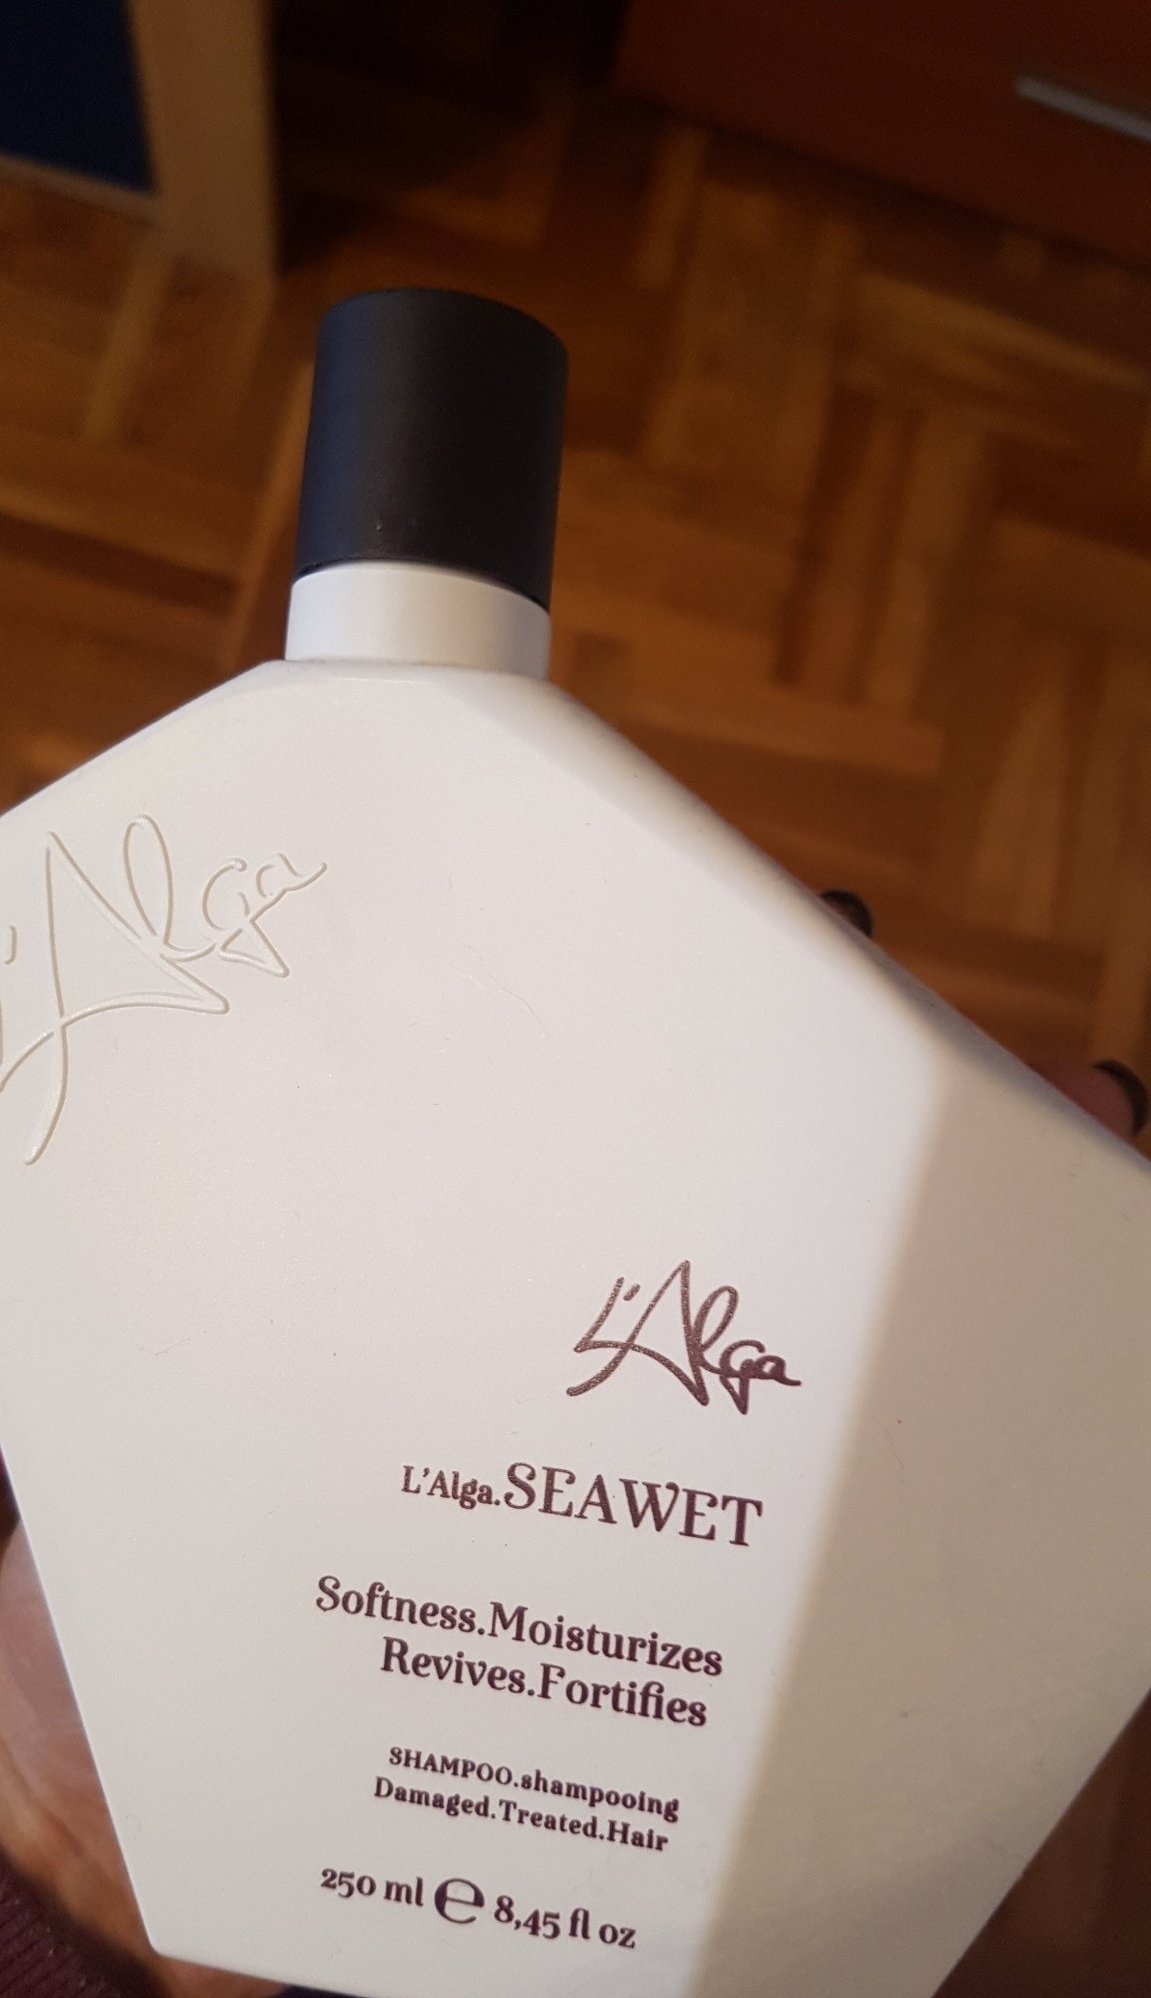 L'Alga
L'Alga
L'Alga.SEAWET
Softness.Moisturizes
Revives.Fortifies
SHAMPOO.shampooing
Damaged.Treated.Hair
250 ml ℮ 8,45 fl oz